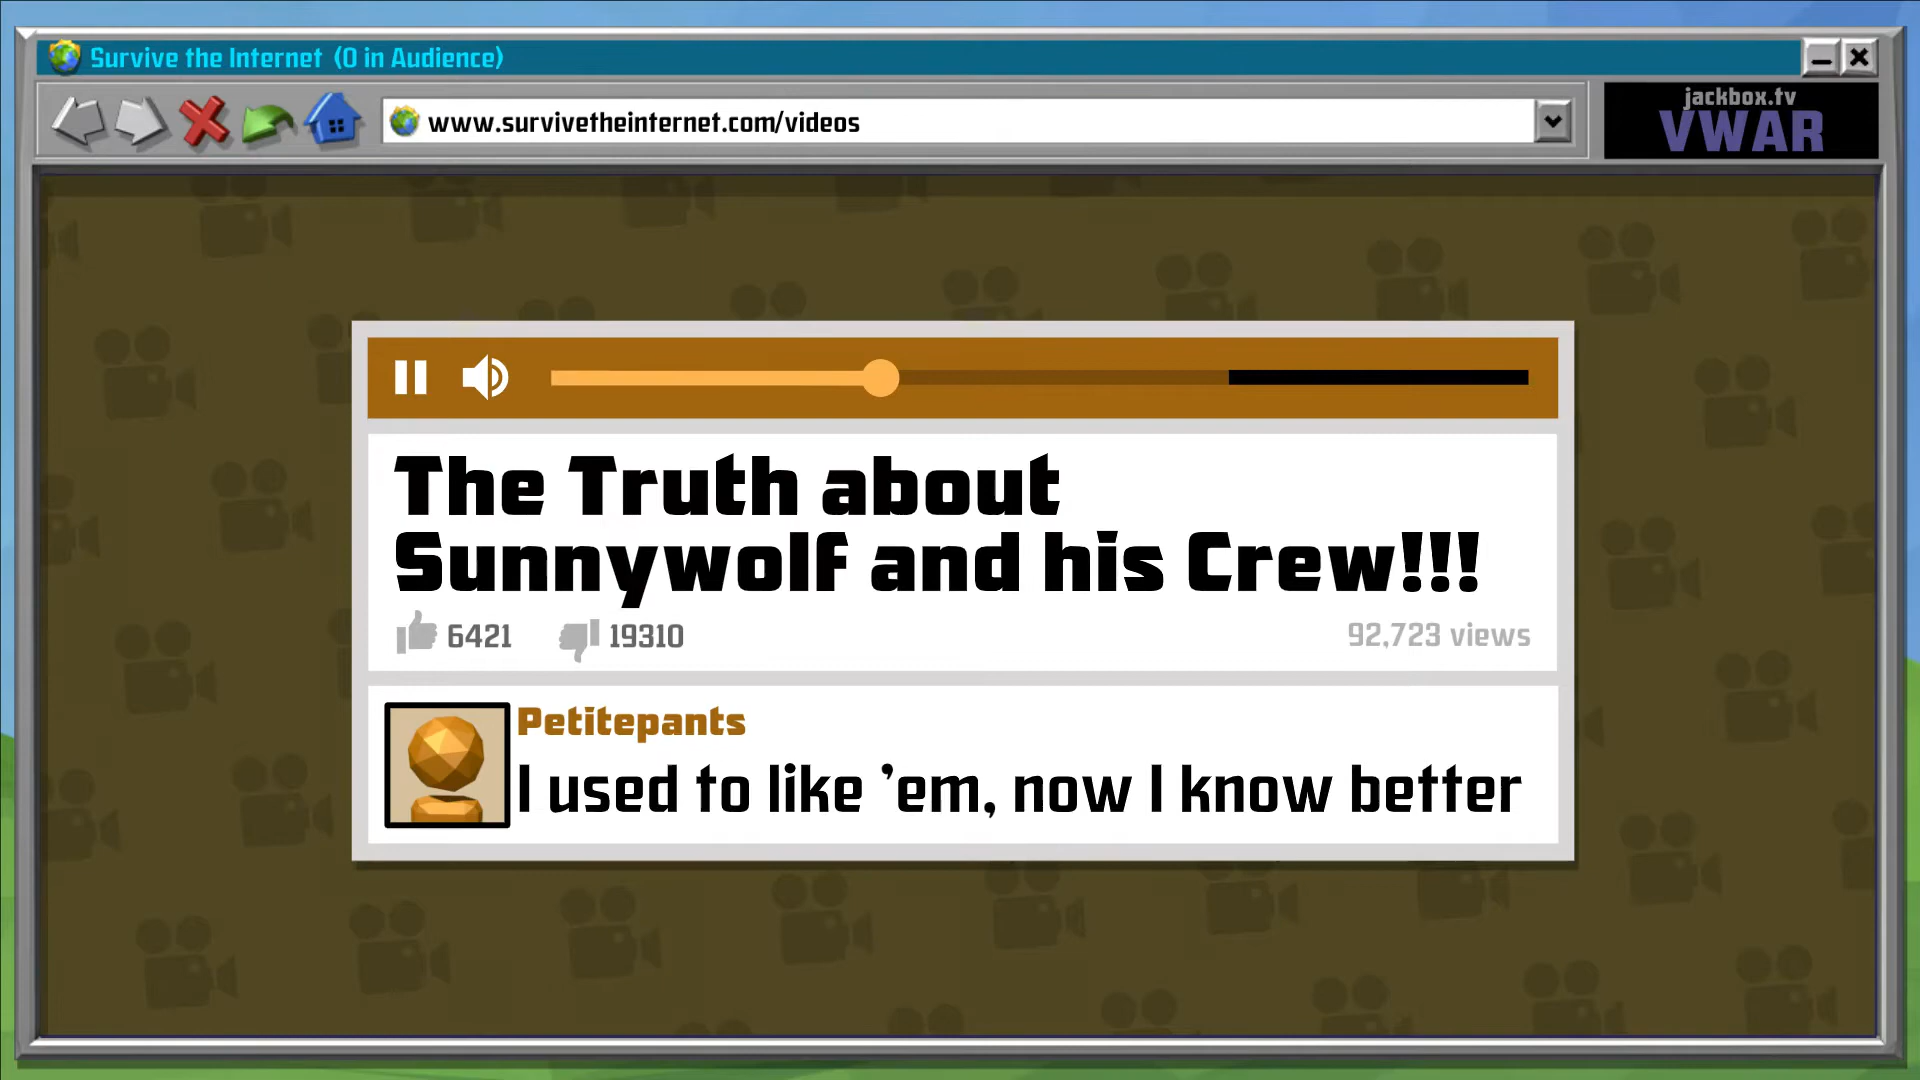 Survive the Internet (0 in Audience)
www.survivetheinternet.com/videos
jackbox.tv
VWAR
The Truth about
Sunnywolf and his Crew!!!
6421 19310 92,723 views
Petitepants
I used to like ’em, now I know better